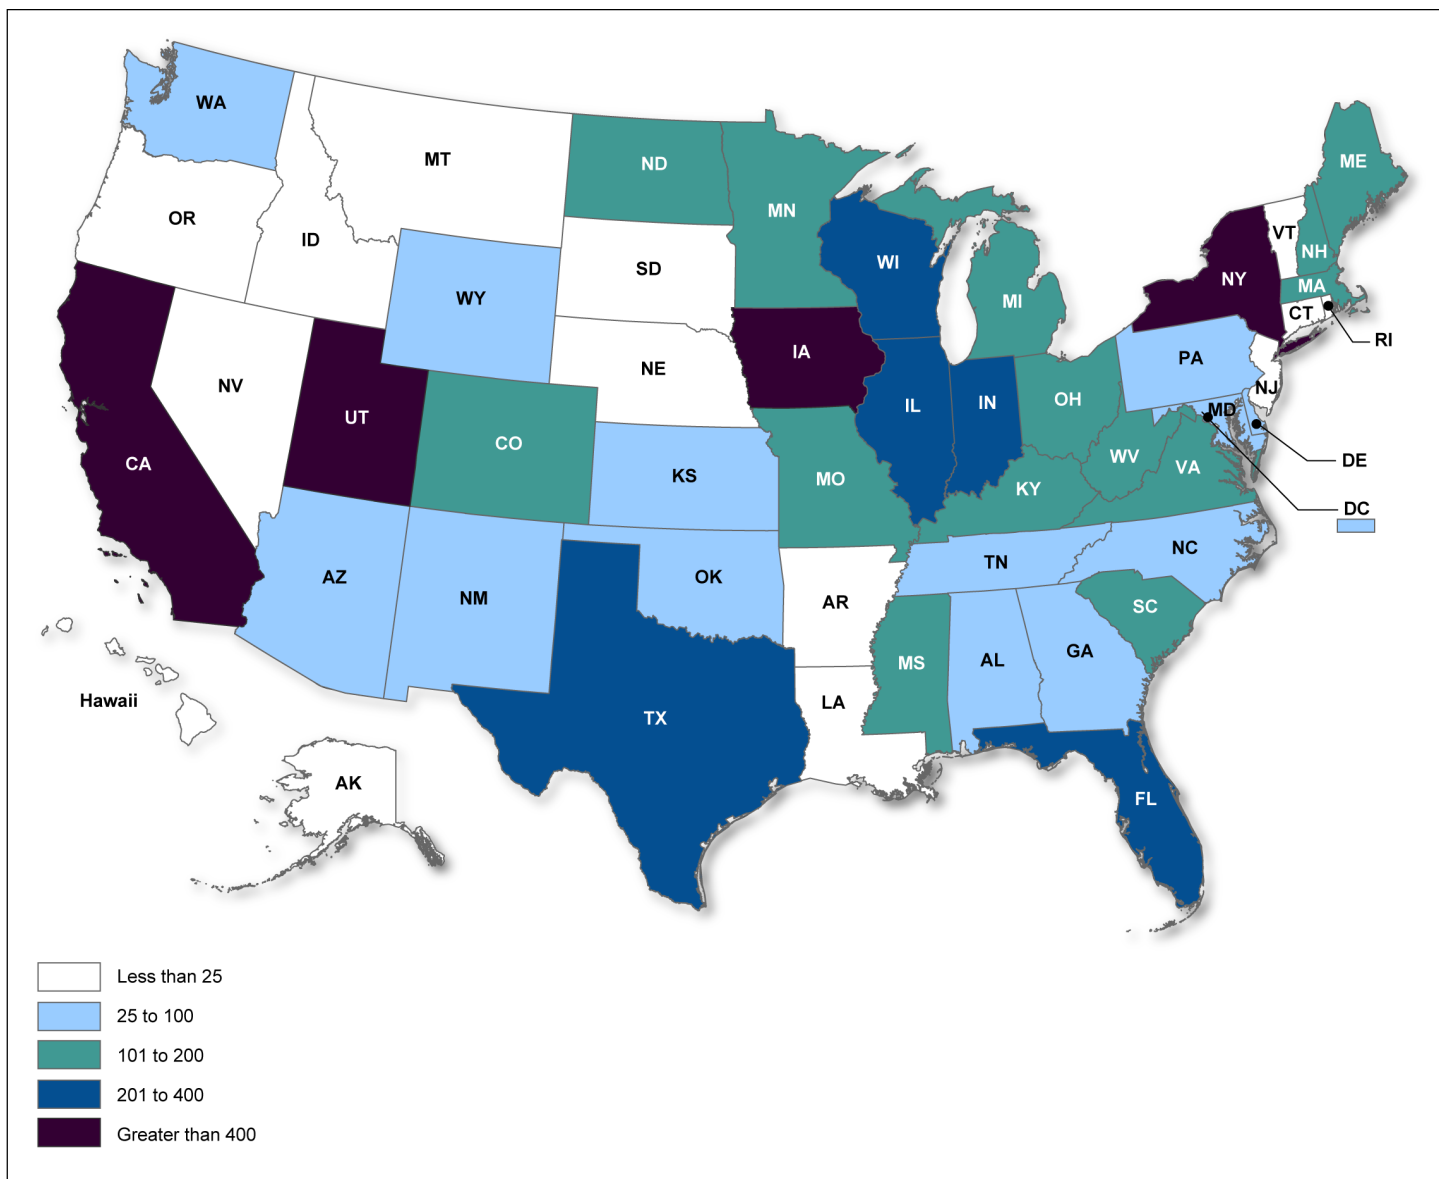 WA
MT
ND
MN
ME
OR
ID
SD
WI
VT
NH
NY
MA
WY
MI
CT
RI
IA
PA
NV
NE
NJ
UT
IL
IN
OH
MD
CA
CO
KS
MO
WV
VA
KY
DE
DC
AZ
NM
OK
TN
NC
AR
SC
MS
AL
GA
Hawaii
LA
TX
AK
FL
Less than 25
25 to 100
101 to 200
201 to 400
Greater than 400